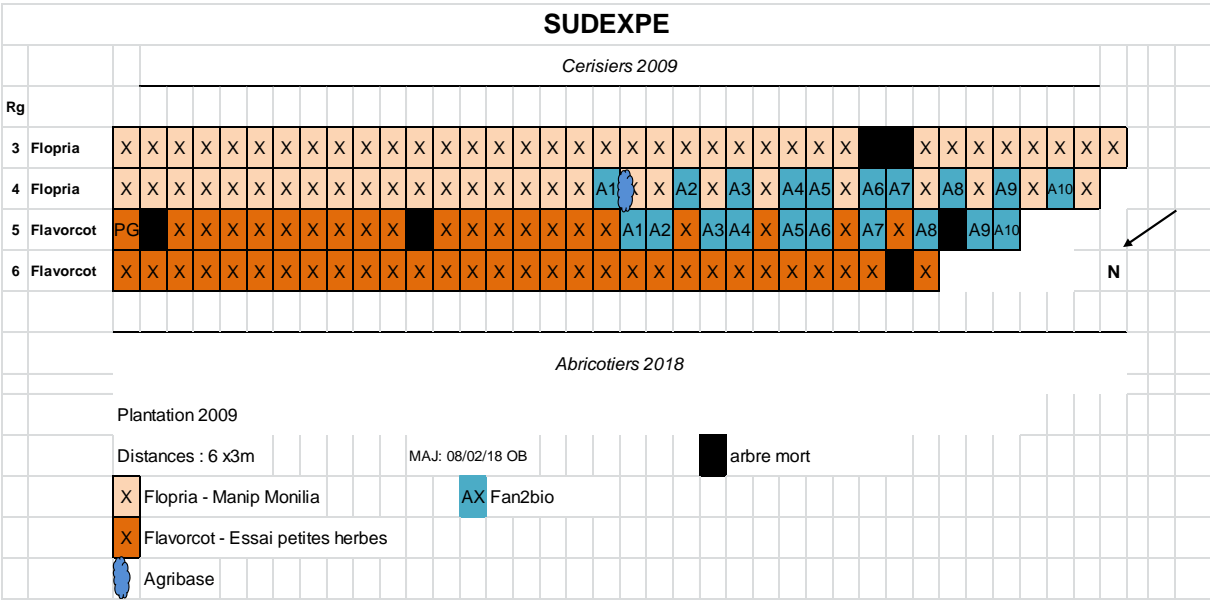 SUDEXPE
Cerisiers 2009
Rg
3 Flopria X X X X X X X X X X X X X X X X X X X X X X X X X X X X X X X X X X X X
4 Flopria X X X X X X X X X X X X X X X X X X A1 X X A2 X A3 X A4 A5 X A6 A7 X A8 X A9 X A10 X
5 Flavorcot PG X X X X X X X X X X X X X X X X A1 A2 X A3 A4 X A5 A6 X A7 X A8 A9 A10
6 Flavorcot X X X X X X X X X X X X X X X X X X X X X X X X X X X X X X
N
Abricotiers 2018
Plantation 2009
Distances : 6 x3m MAJ: 08/02/18 OB arbre mort
X Flopria - Manip Monilia AX Fan2bio
X Flavorcot - Essai petites herbes
Agribase